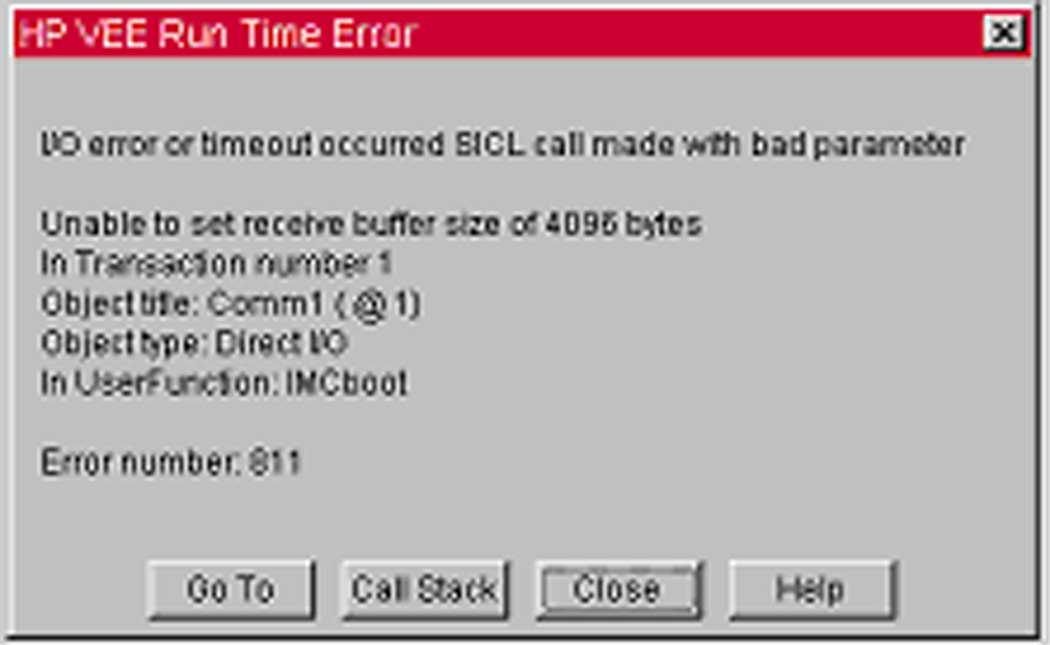 HP VEE Run Time Error
I/O error or timeout occurred SICL call made with bad parameter
Unable to set receive buffer size of 4096 bytes
In Transaction number 1
Object title: Comm1 ( @ 1)
Object type: Direct I/O
In UserFunction: IMCboot
Error number: 811
Go To
Call Stack
Close
Help